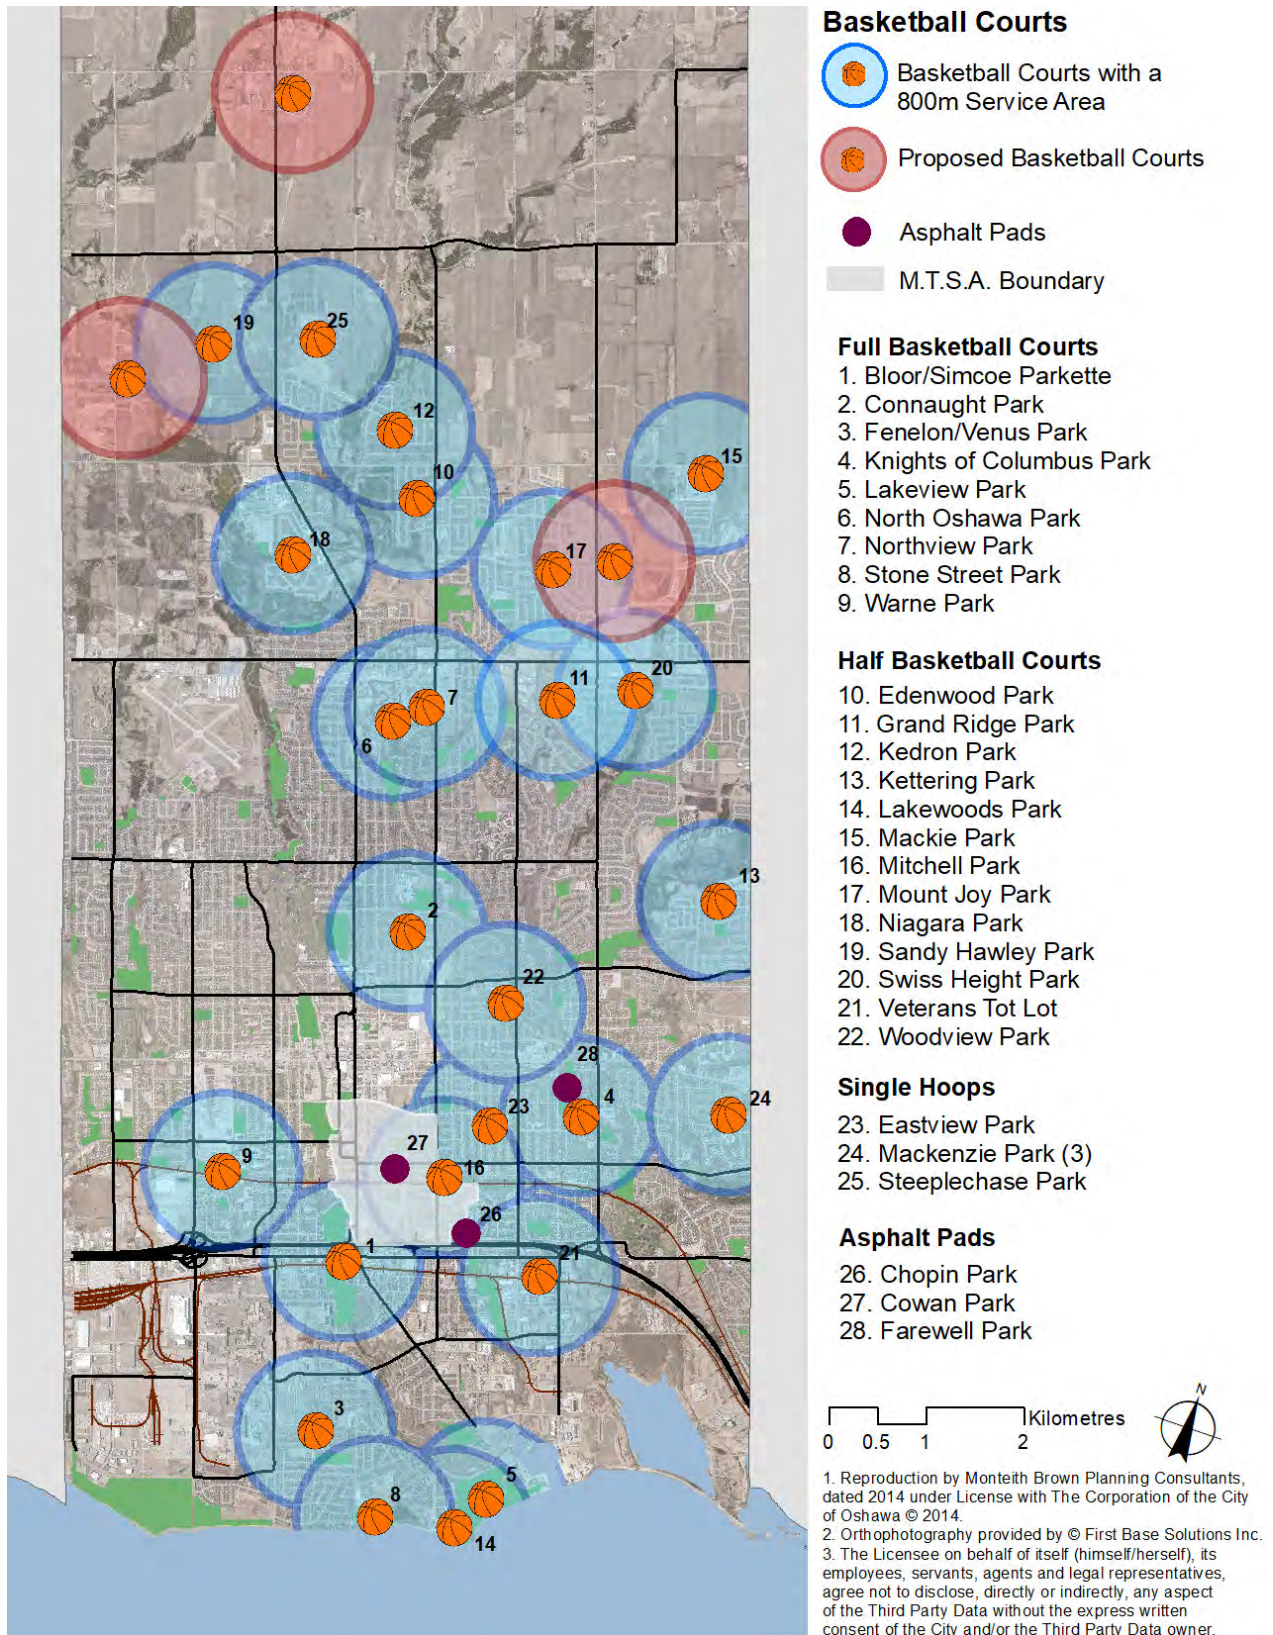 Basketball Courts
Basketball Courts with a
800m Service Area
Proposed Basketball Courts
Asphalt Pads
M.T.S.A. Boundary
Full Basketball Courts
1. Bloor/Simcoe Parkette
2. Connaught Park
3. Fenelon/Venus Park
4. Knights of Columbus Park
5. Lakeview Park
6. North Oshawa Park
7. Northview Park
8. Stone Street Park
9. Warne Park
Half Basketball Courts
10. Edenwood Park
11. Grand Ridge Park
12. Kedron Park
13. Kettering Park
14. Lakewoods Park
15. Mackie Park
16. Mitchell Park
17. Mount Joy Park
18. Niagara Park
19. Sandy Hawley Park
20. Swiss Height Park
21. Veterans Tot Lot
22. Woodview Park
Single Hoops
23. Eastview Park
24. Mackenzie Park (3)
25. Steeplechase Park
Asphalt Pads
26. Chopin Park
27. Cowan Park
28. Farewell Park
N
Kilometres
0 0.5 1 2
1. Reproduction by Monteith Brown Planning Consultants,
dated 2014 under License with The Corporation of the City
of Oshawa © 2014.
2. Orthophotography provided by © First Base Solutions Inc.
3. The Licensee on behalf of itself (himself/herself), its
employees, servants, agents and legal representatives,
agree not to disclose, directly or indirectly, any aspect
of the Third Party Data without the express written
consent of the City and/or the Third Party Data owner.
19
25
12
15
10
18
17
20
11
7
6
13
2
22
28
4
24
23
27
9
16
26
1
21
3
5
8
14